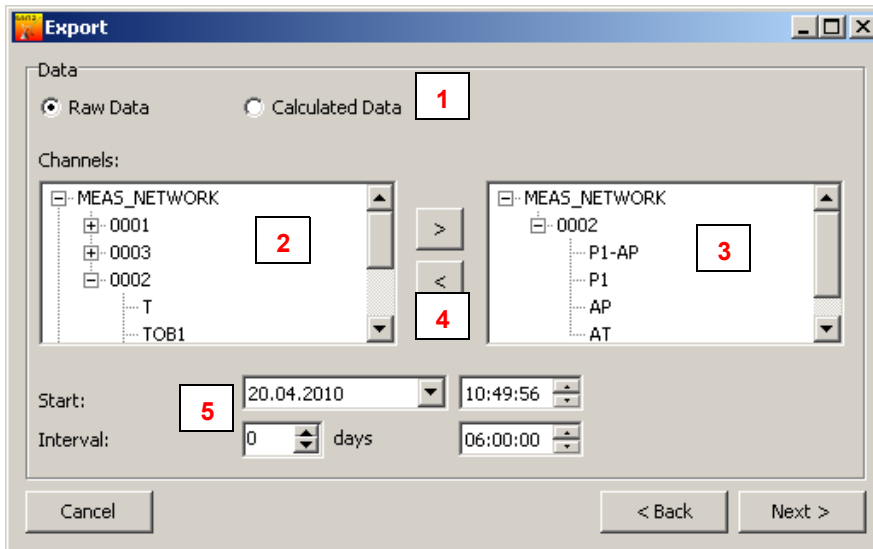 Export
Data
Raw Data Calculated Data 1
Channels:
MEAS_NETWORK
0001
0003
0002
T
TOB1
2
>
<
4
MEAS_NETWORK
0002
P1-AP
P1
AP
AT
3
Start: 20.04.2010 10:49:56
5
Interval: 0 days 06:00:00
Cancel < Back Next >